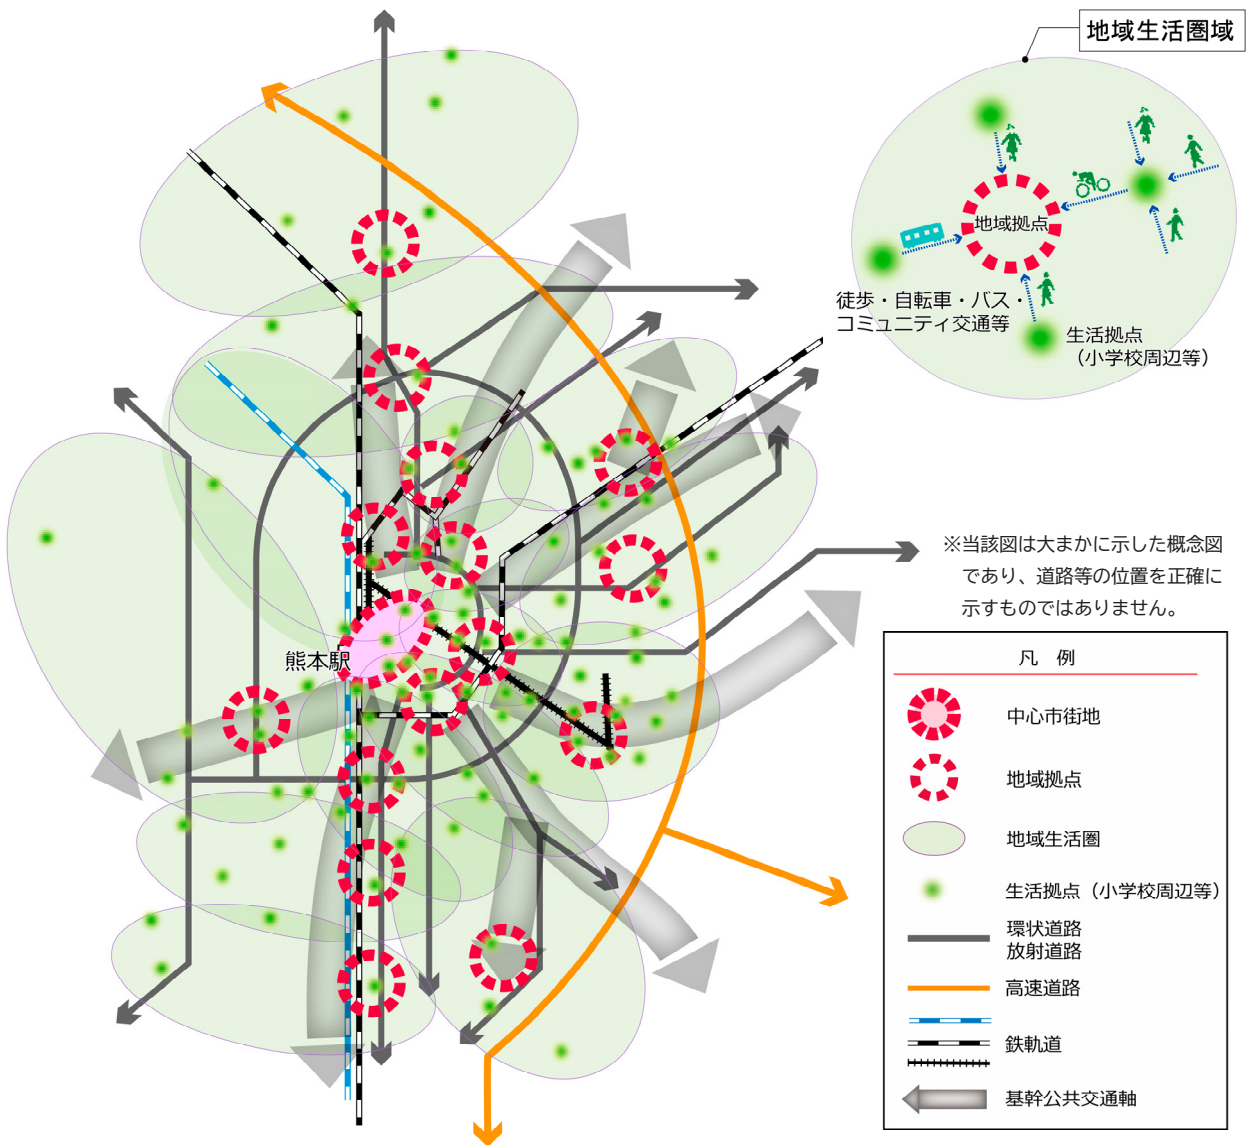 地域生活圏域
地域拠点
徒歩・自転車・バス・
コミュニティ交通等
生活拠点
（小学校周辺等）
熊本駅
※当該図は大まかに示した概念図
であり、道路等の位置を正確に
示すものではありません。
凡 例
中心市街地
地域拠点
地域生活圏
生活拠点（小学校周辺等）
環状道路
放射道路
高速道路
鉄軌道
基幹公共交通軸